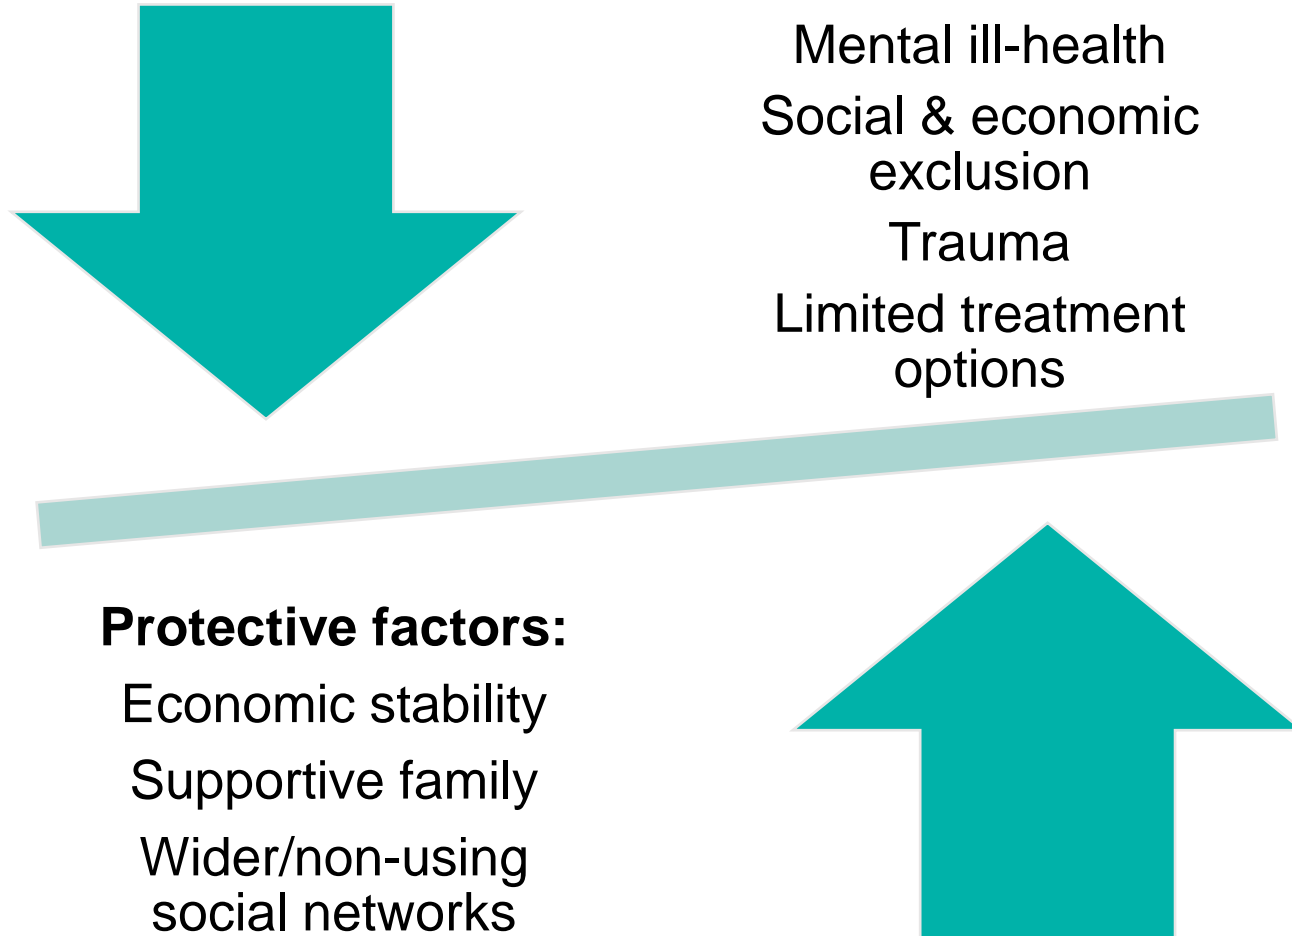 Mental ill-health
Social & economic
exclusion
Trauma
Limited treatment
options
Protective factors:
Economic stability
Supportive family
Wider/non-using
social networks